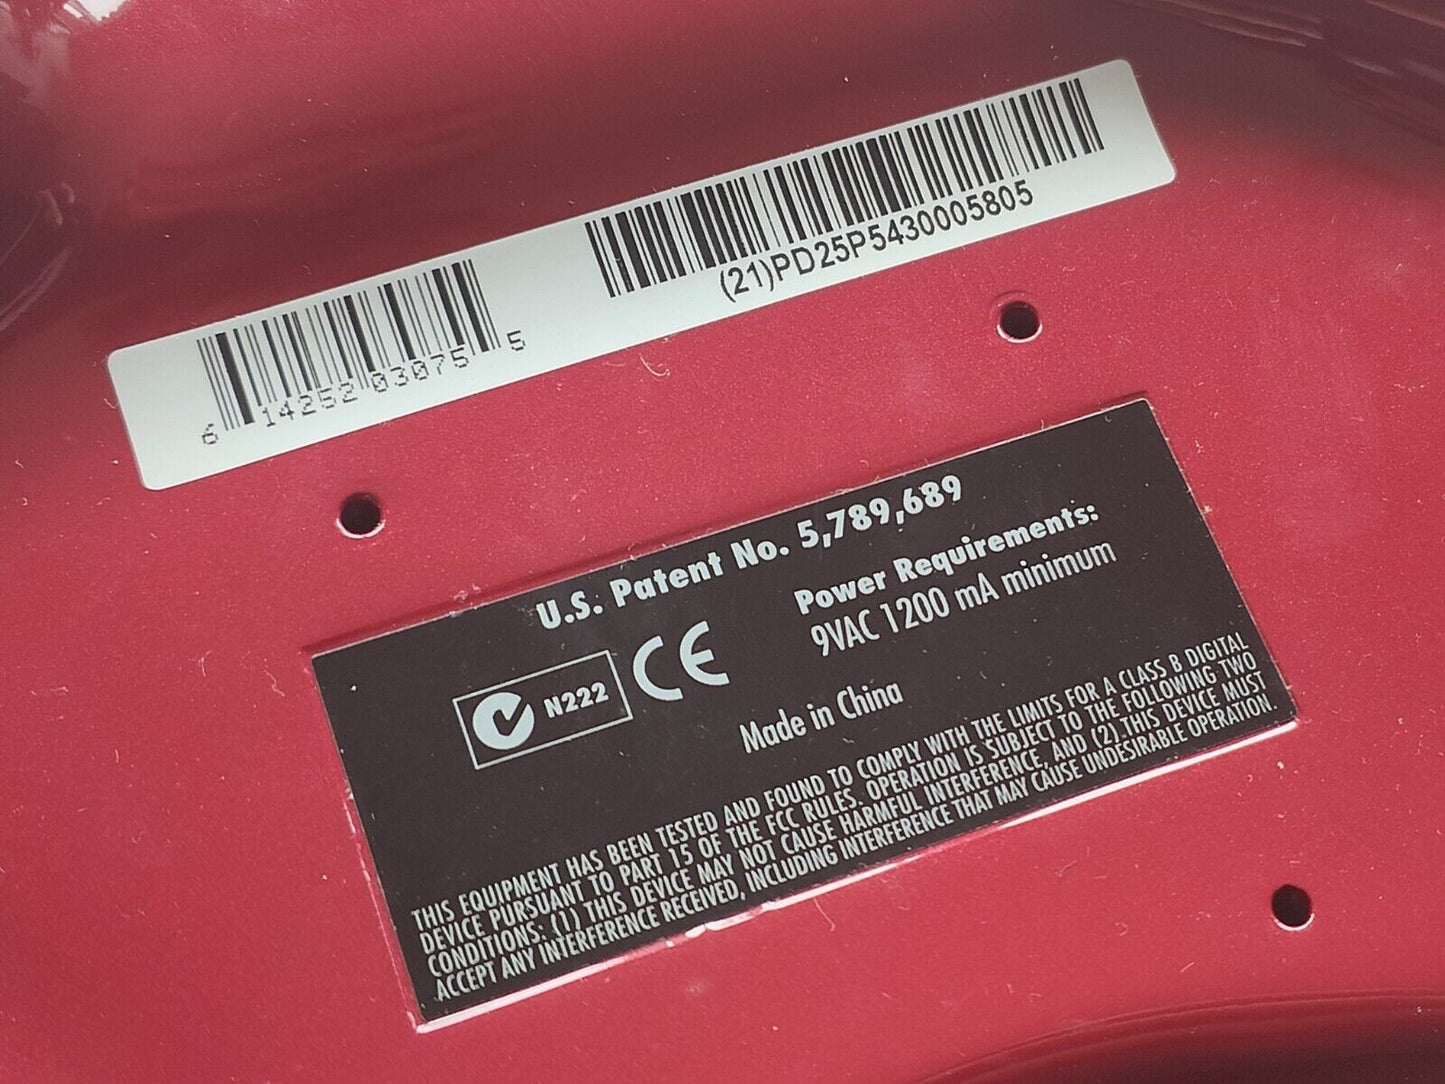 (21)PD25P5430005805
6 14252 03075 5
U.S. Patent No. 5,789,689
Power Requirements:
9VAC 1200 mA minimum
N222 CE
Made in China
THIS EQUIPMENT HAS BEEN TESTED AND FOUND TO COMPLY WITH THE LIMITS FOR A CLASS B DIGITAL
DEVICE PURSUANT TO PART 15 OF THE FCC RULES. OPERATION IS SUBJECT TO THE FOLLOWING TWO
CONDITIONS: (1) THIS DEVICE MAY NOT CAUSE HARMFUL INTERFERENCE, AND (2) THIS DEVICE MUST
ACCEPT ANY INTERFERENCE RECEIVED, INCLUDING INTERFERENCE THAT MAY CAUSE UNDESIRABLE OPERATION.